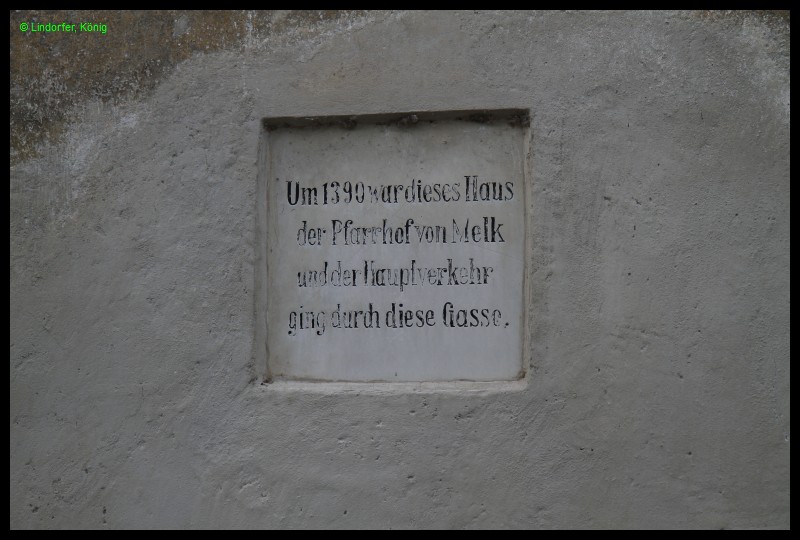 © Lindorfer, König
Um 1390 war dieses Haus
der Pfarrhof von Melk
und der Hauptverkehr
ging durch diese Gasse.